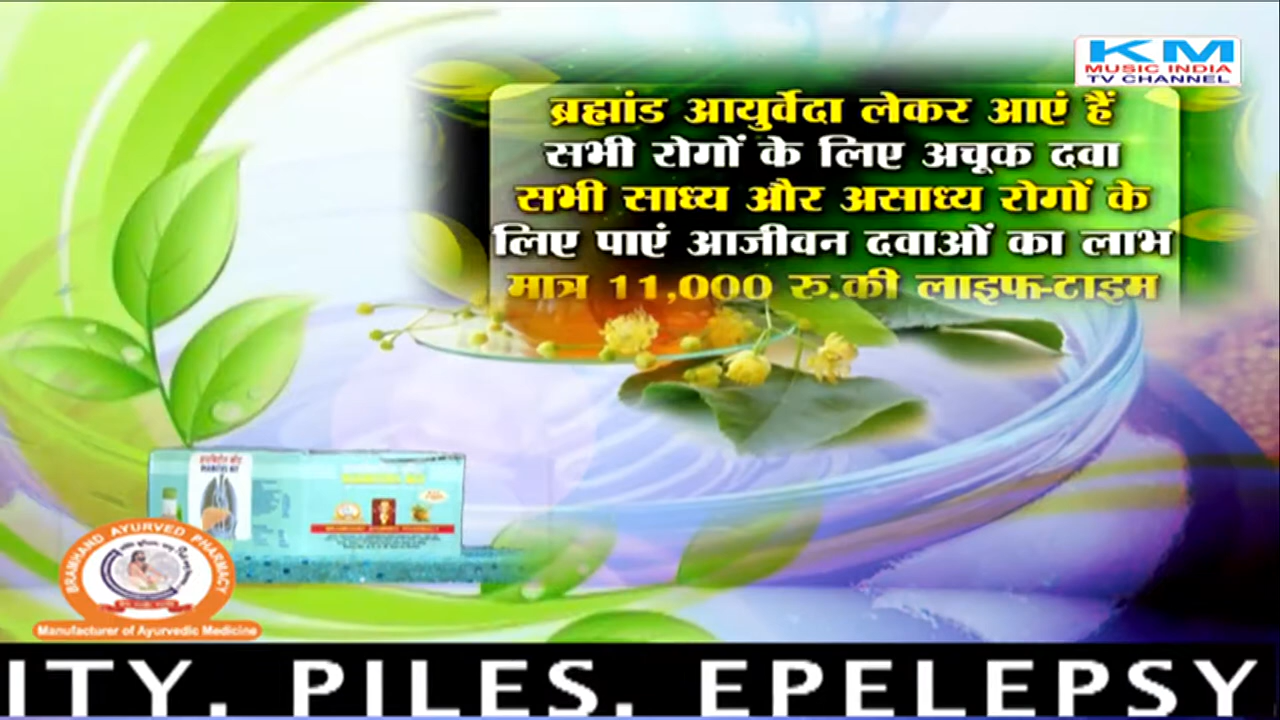 KM
MUSIC INDIA
TV CHANNEL
ब्रह्मांड आयुर्वेदा लेकर आएं हैं
सभी रोगों के लिए अचूक दवा
सभी साध्य और असाध्य रोगों के
लिए पाएं आजीवन दवाओं का लाभ
मात्र 11,000 रु.की लाइफ-टाइम
BRAMHAND AYURVED PHARMACY
Manufacturer of Ayurvedic Medicine
ITY. PILES. EPELEPSY